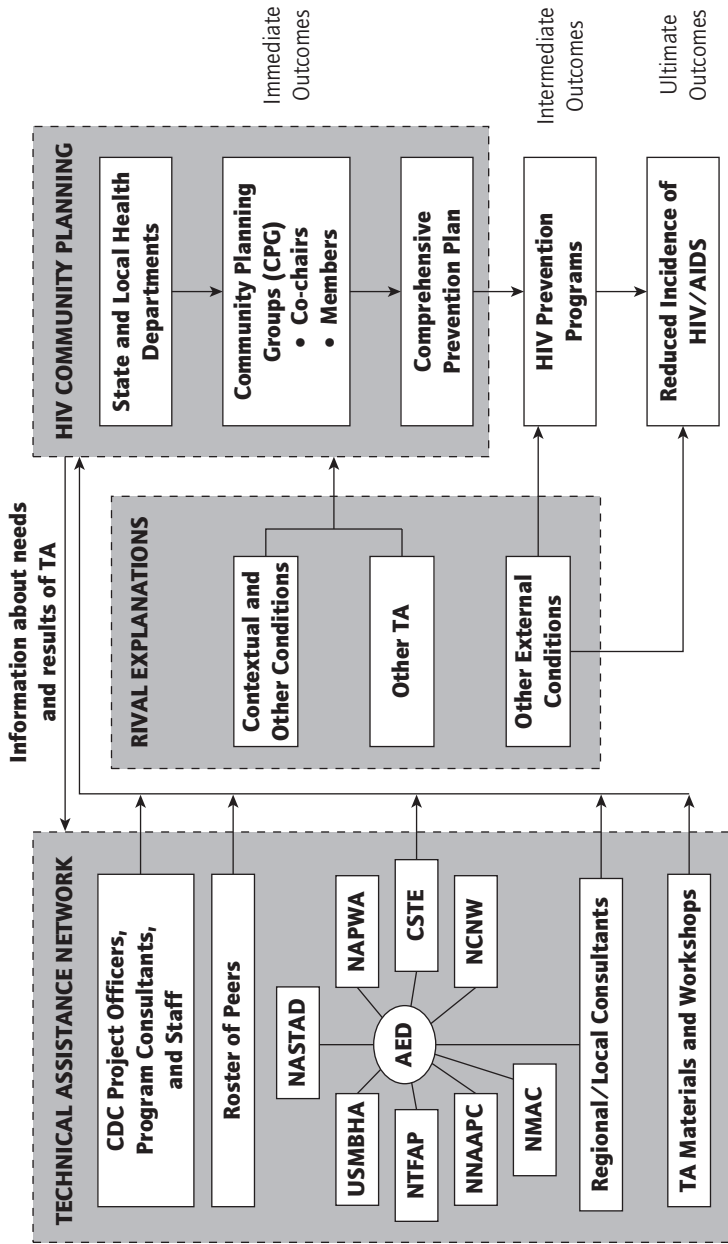 TECHNICAL ASSISTANCE NETWORK
CDC Project Officers,
Program Consultants,
and Staff
Roster of Peers
NASTAD
USMBHA
NAPWA
NTFAP
AED
CSTE
NNAAPC
NCNW
NMAC
Regional/Local Consultants
TA Materials and Workshops
Information about needs
and results of TA
RIVAL EXPLANATIONS
Contextual and
Other Conditions
Other TA
Other External
Conditions
HIV COMMUNITY PLANNING
State and Local Health
Departments
Community Planning
Groups (CPG)
• Co-chairs
• Members
Comprehensive
Prevention Plan
HIV Prevention
Programs
Reduced Incidence of
HIV/AIDS
Immediate
Outcomes
Intermediate
Outcomes
Ultimate
Outcomes